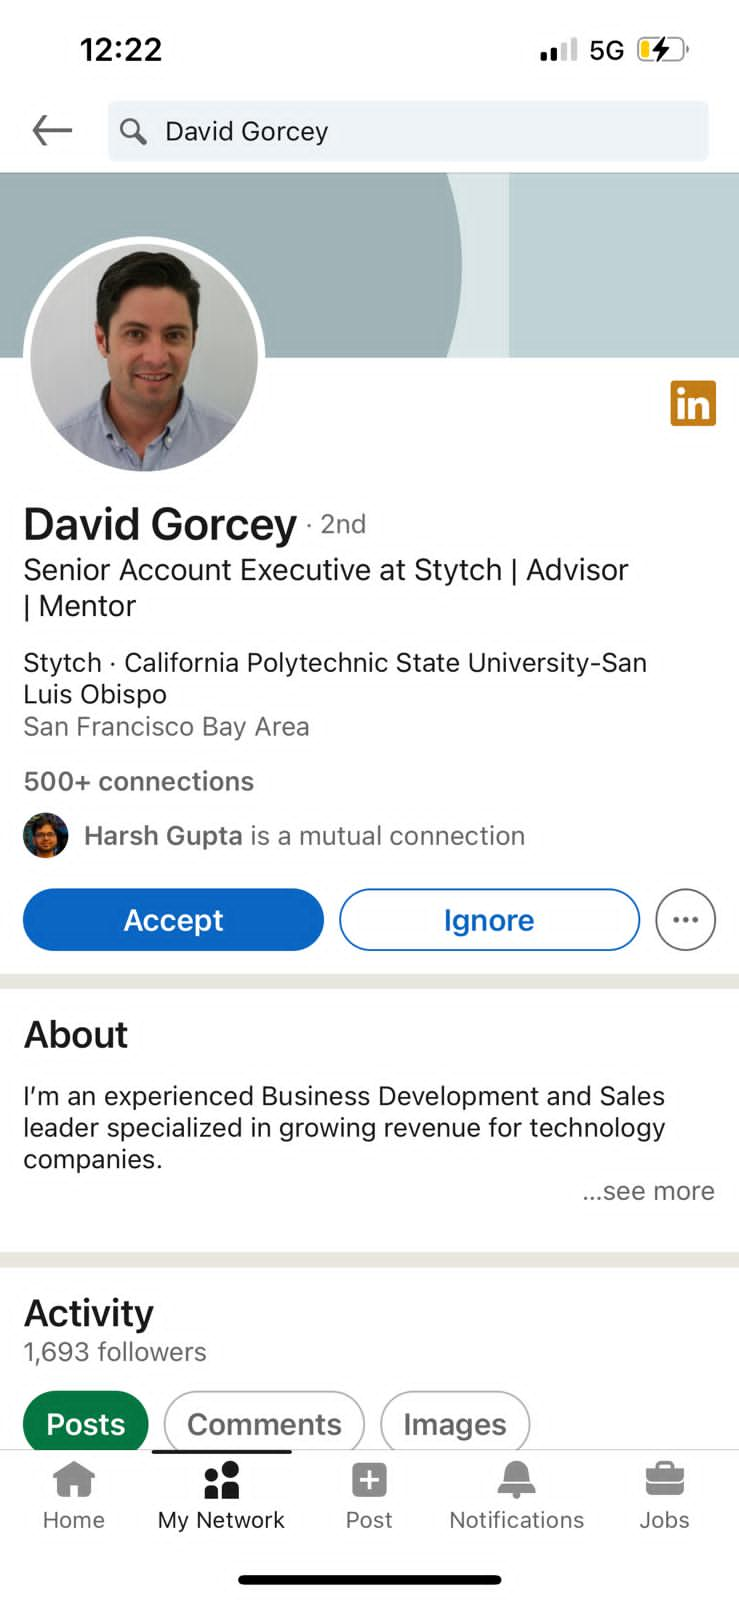 12:22
5G
David Gorcey
in
David Gorcey · 2nd
Senior Account Executive at Stytch | Advisor
| Mentor
Stytch · California Polytechnic State University-San
Luis Obispo
San Francisco Bay Area
500+ connections
Harsh Gupta is a mutual connection
Accept
Ignore
About
I'm an experienced Business Development and Sales
leader specialized in growing revenue for technology
companies.
...see more
Activity
1,693 followers
Posts
Comments
Images
Home
My Network
Post
Notifications
Jobs